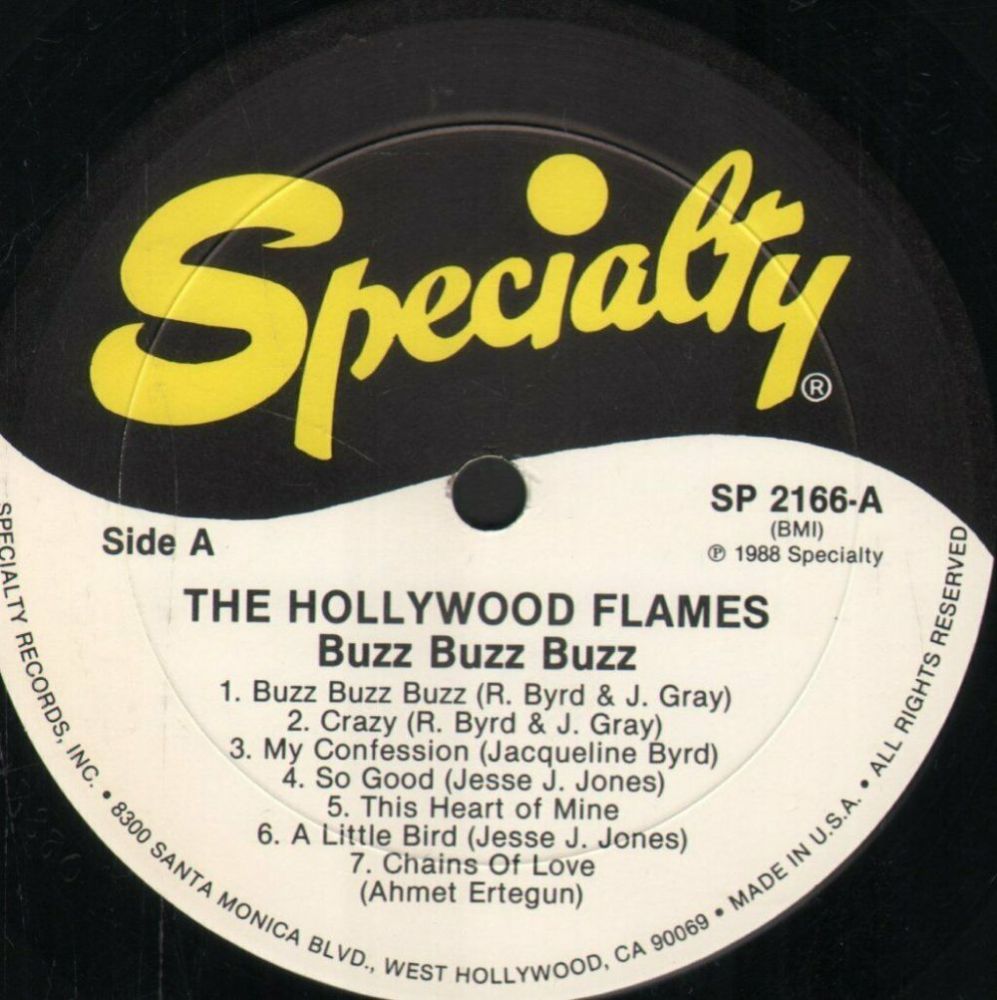 Specialty®
SP 2166-A
(BMI)
Side A
℗ 1988 Specialty
THE HOLLYWOOD FLAMES
Buzz Buzz Buzz
1. Buzz Buzz Buzz (R. Byrd & J. Gray)
2. Crazy (R. Byrd & J. Gray)
3. My Confession (Jacqueline Byrd)
4. So Good (Jesse J. Jones)
5. This Heart of Mine
6. A Little Bird (Jesse J. Jones)
7. Chains Of Love
(Ahmet Ertegun)
SPECIALTY RECORDS, INC. • 8300 SANTA MONICA BLVD., WEST HOLLYWOOD, CA 90069 • MADE IN U.S.A. • ALL RIGHTS RESERVED